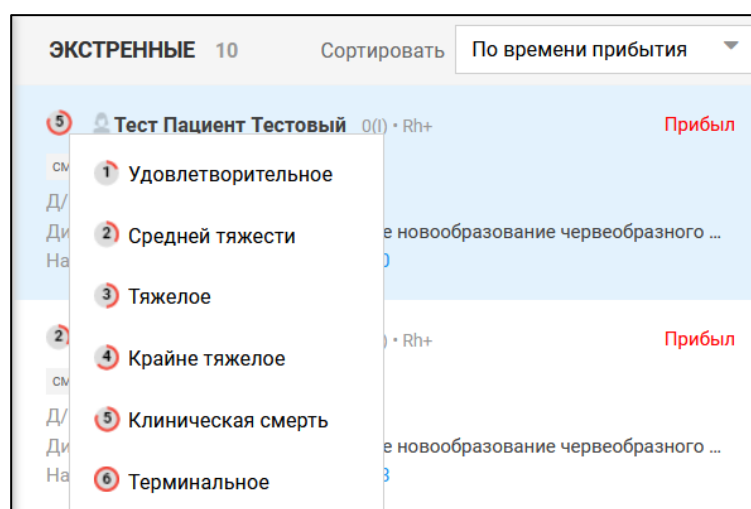 ЭКСТРЕННЫЕ 10 Сортировать По времени прибытия
5 Тест Пациент Тестовый 0(I) • Rh+ Прибыл
1 Удовлетворительное
2 Средней тяжести
е новообразование червеобразного ...
3 Тяжелое
2 • Rh+ Прибыл
4 Крайне тяжелое
5 Клиническая смерть
е новообразование червеобразного ...
6 Терминальное